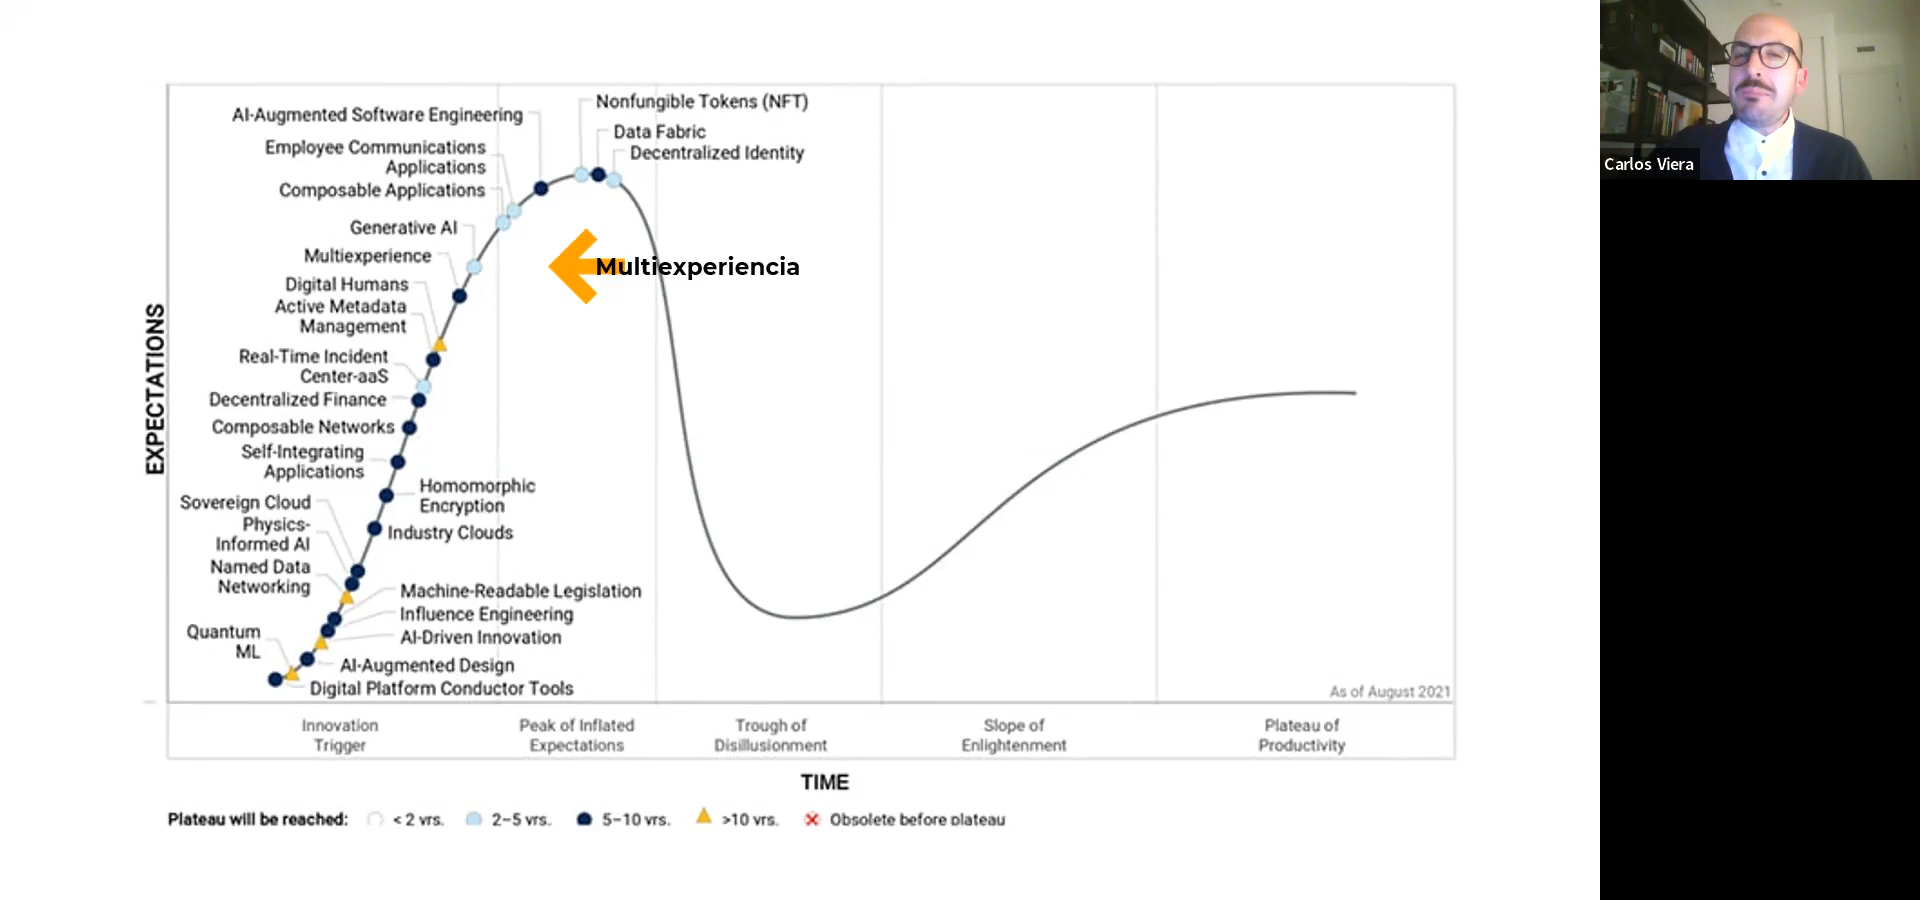 Nonfungible Tokens (NFT)
AI-Augmented Software Engineering
Data Fabric
Employee Communications
Applications
Decentralized Identity
Composable Applications
Generative AI
Multiexperience
Multiexperiencia
Digital Humans
Active Metadata
Management
Real-Time Incident
Center-aaS
Decentralized Finance
Composable Networks
Self-Integrating
Applications
Homomorphic
Encryption
Sovereign Cloud
Physics-
Informed AI
Industry Clouds
Named Data
Networking
Machine-Readable Legislation
Influence Engineering
AI-Driven Innovation
Quantum
ML
AI-Augmented Design
Digital Platform Conductor Tools
EXPECTATIONS
As of August 2021
Innovation
Trigger
Peak of Inflated
Expectations
Trough of
Disillusionment
Slope of
Enlightenment
Plateau of
Productivity
TIME
Plateau will be reached: < 2 yrs. 2–5 yrs. 5–10 yrs. >10 yrs. Obsolete before plateau
Carlos Viera